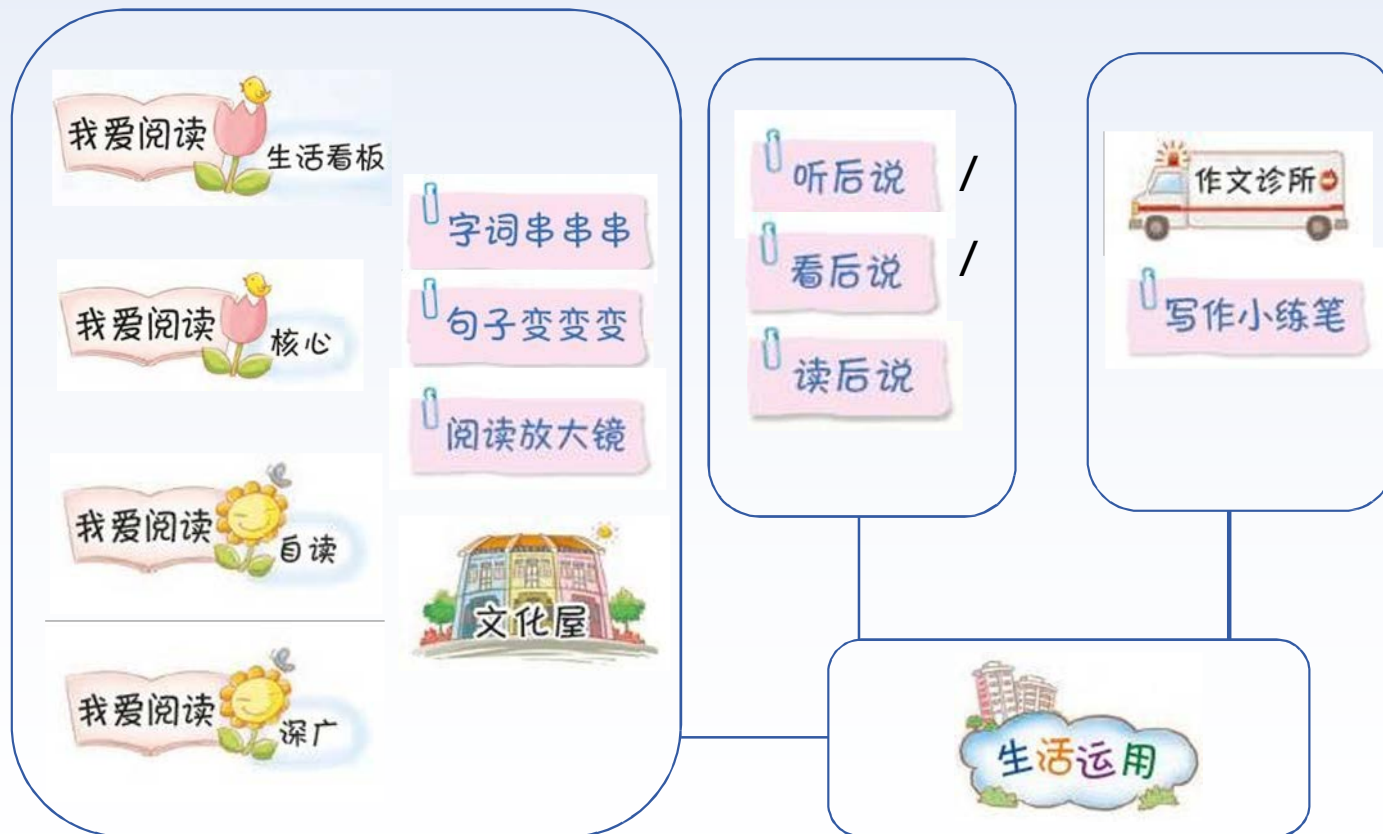 我爱阅读
生活看板
我爱阅读
核心
我爱阅读
自读
我爱阅读
深广
字词串串串
句子变变变
阅读放大镜
文化屋
听后说 /
看后说 /
读后说
作文诊所
写作小练笔
生活运用